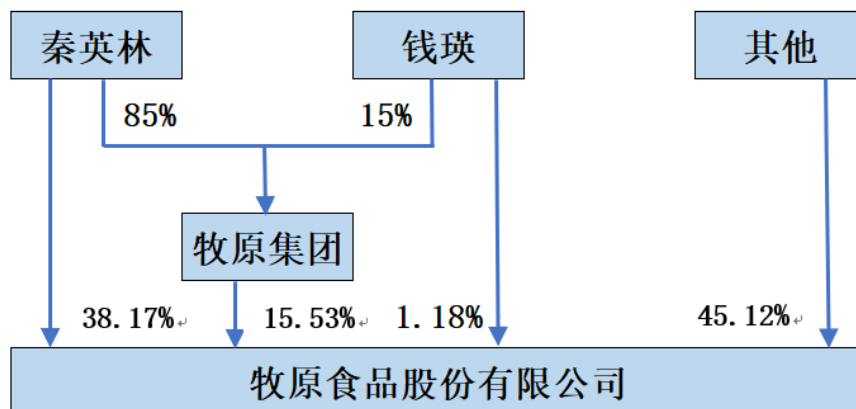 秦英林
钱瑛
其他
85%
15%
牧原集团
38.17%
15.53%
1.18%
45.12%
牧原食品股份有限公司